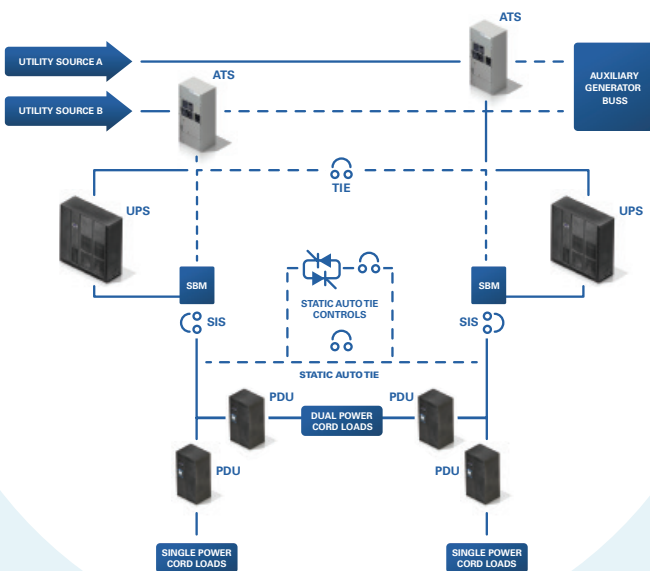 ATS
UTILITY SOURCE A
ATS
AUXILIARY
GENERATOR
BUSS
UTILITY SOURCE B
TIE
UPS
UPS
SBM
SBM
STATIC AUTO TIE
CONTROLS
SIS
SIS
STATIC AUTO TIE
PDU
PDU
DUAL POWER
CORD LOADS
PDU
PDU
SINGLE POWER
CORD LOADS
SINGLE POWER
CORD LOADS